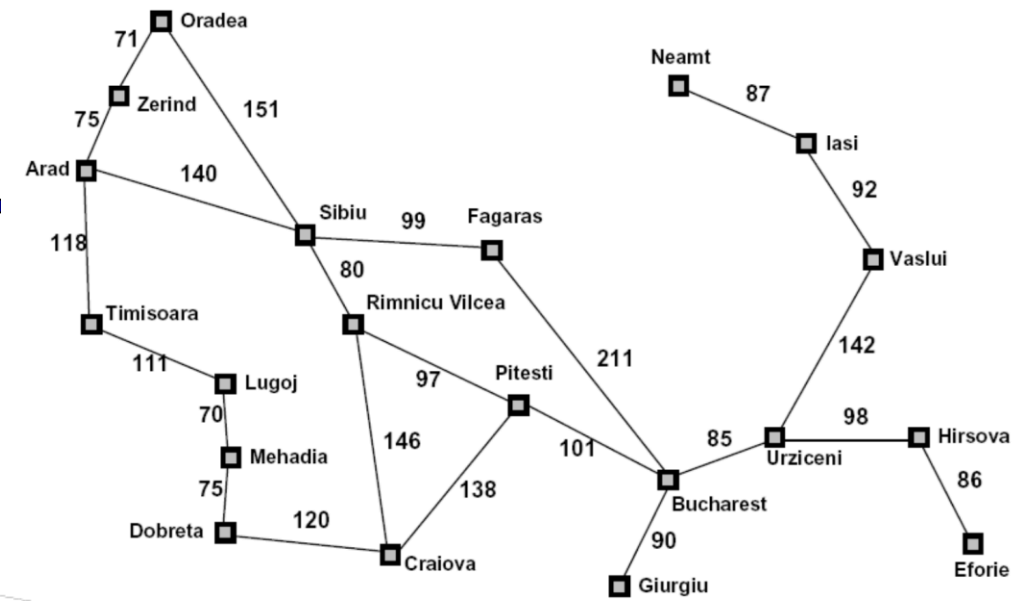 Oradea
71
Neamt
87
Zerind
75
151
Iasi
Arad
140
92
Sibiu
99
Fagaras
118
80
Vaslui
Rimnicu Vilcea
Timisoara
111
97
Pitesti
211
142
Lugoj
70
146
101
85
98
Hirsova
Mehadia
Urziceni
75
138
86
Bucharest
Dobreta
120
90
Craiova
Eforie
Giurgiu